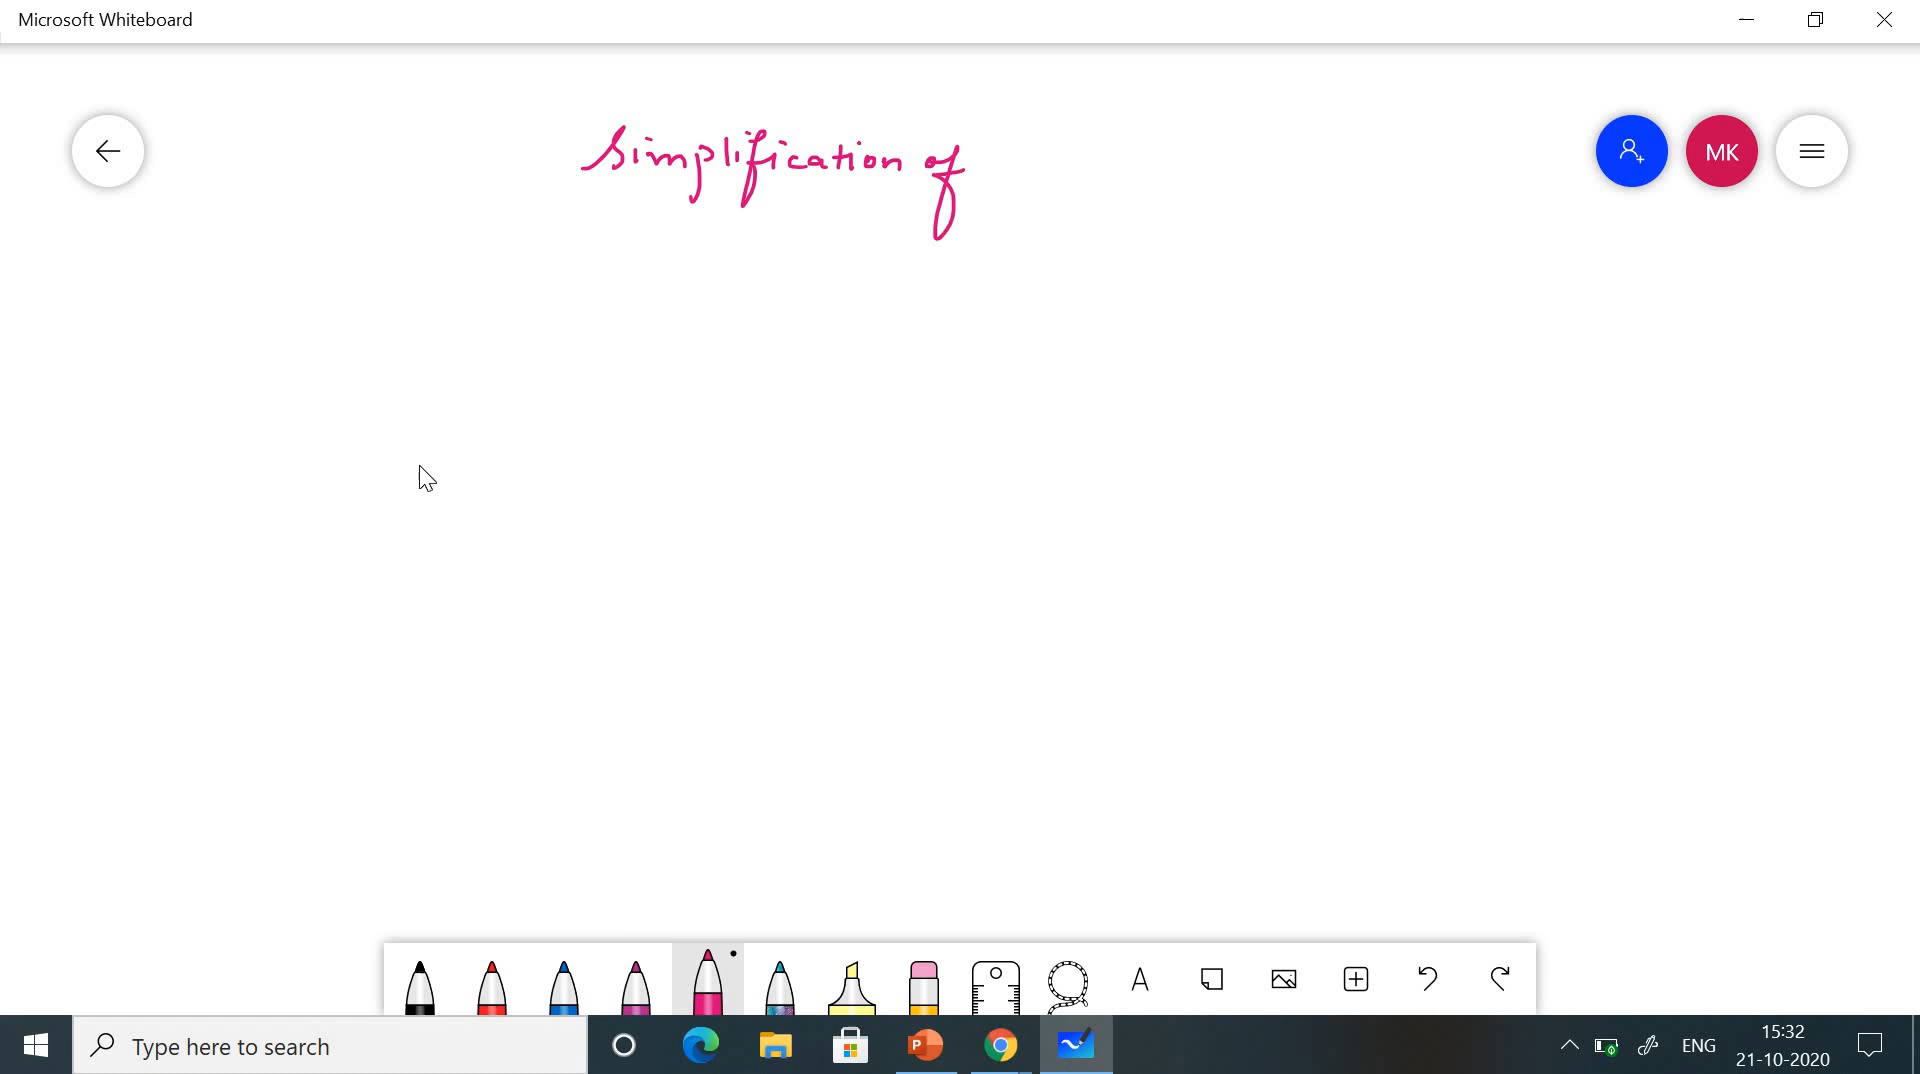 Microsoft Whiteboard
Simplification of
MK
A
Type here to search
P
ENG
15:32
21-10-2020